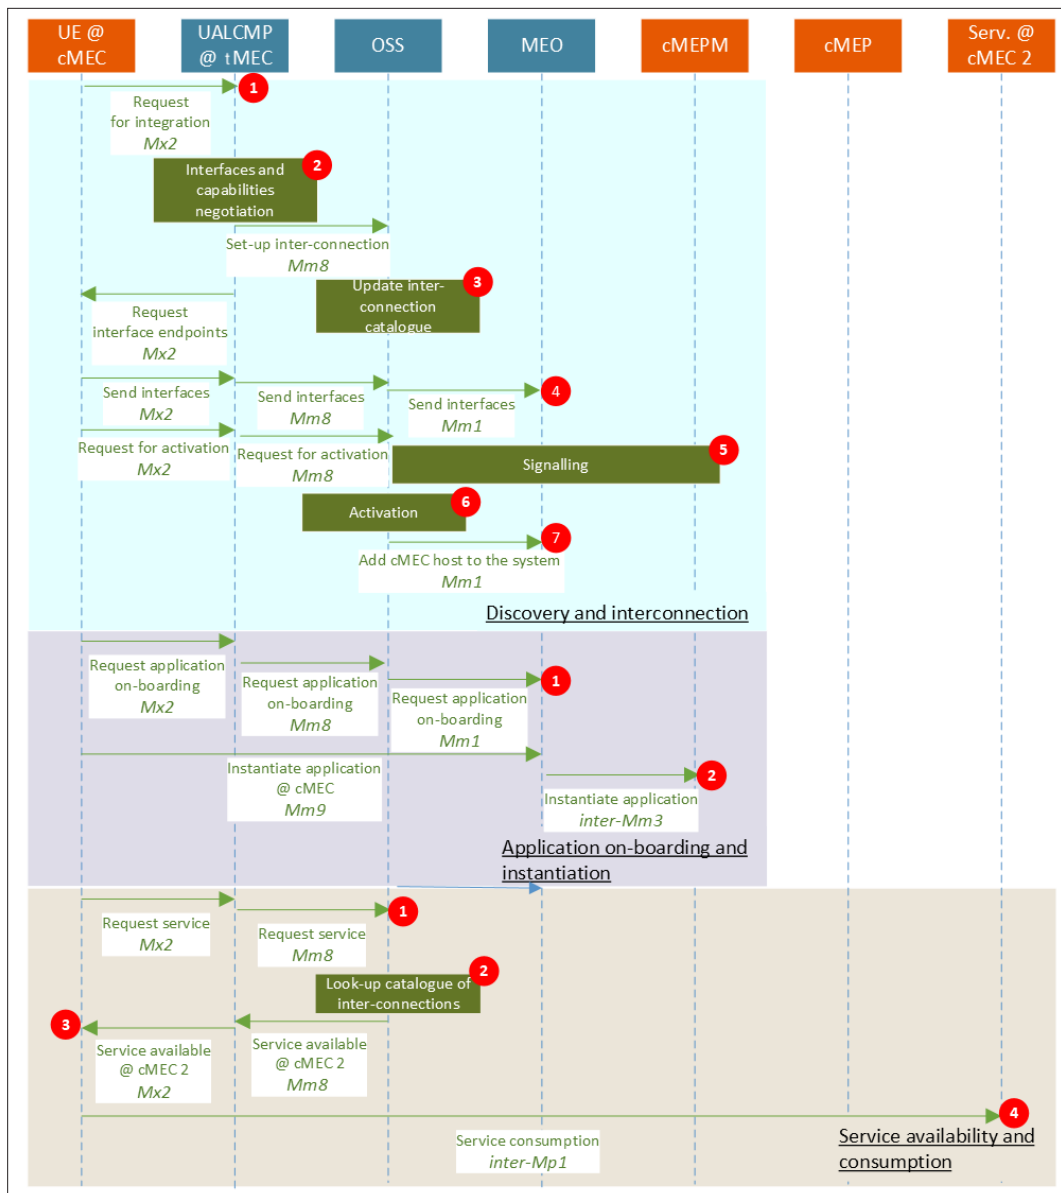 UE @
cMEC
UALCMP
@ tMEC
OSS
MEO
cMEPM
cMEP
Serv. @
cMEC 2
1
Request
for integration
Mx2
2
Interfaces and
capabilities
negotiation
Set-up inter-connection
Mm8
3
Update inter-
connection
catalogue
Request
interface endpoints
Mx2
4
Send interfaces
Mx2
Send interfaces
Mm8
Send interfaces
Mm1
Request for activation
Mx2
Request for activation
Mm8
5
Signalling
6
Activation
7
Add cMEC host to the system
Mm1
Discovery and interconnection
Request application
on-boarding
Mx2
Request application
on-boarding
Mm8
1
Request application
on-boarding
Mm1
Instantiate application
@ cMEC
Mm9
2
Instantiate application
inter-Mm3
Application on-boarding and
instantiation
Request service
Mx2
1
Request service
Mm8
2
Look-up catalogue of
inter-connections
3
Service available
@ cMEC 2
Mx2
Service available
@ cMEC 2
Mm8
4
Service consumption
inter-Mp1
Service availability and
consumption